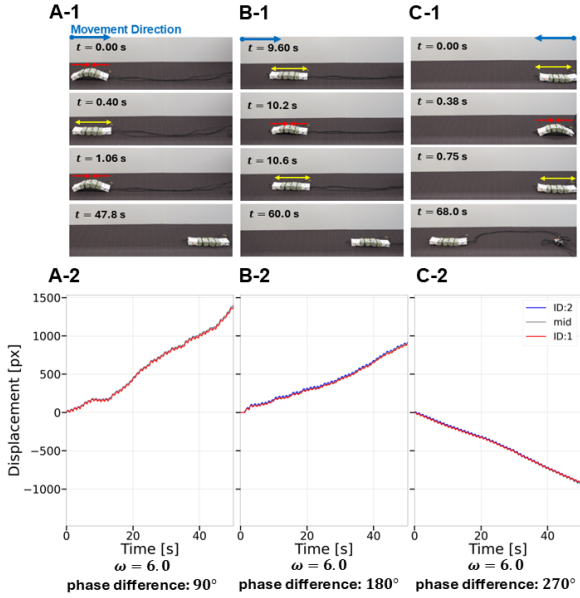 A-1
B-1
C-1
Movement Direction
t = 0.00 s
t = 9.60 s
t = 0.00 s
t = 0.40 s
t = 10.2 s
t = 0.38 s
t = 1.06 s
t = 10.6 s
t = 0.75 s
t = 47.8 s
t = 60.0 s
t = 68.0 s
A-2
B-2
C-2
Displacement [px]
1500
1000
500
0
−500
−1000
ID:2
mid
ID:1
0 20 40
0 20 40
0 20 40
Time [s]
Time [s]
Time [s]
ω = 6.0
ω = 6.0
ω = 6.0
phase difference: 90°
phase difference: 180°
phase difference: 270°